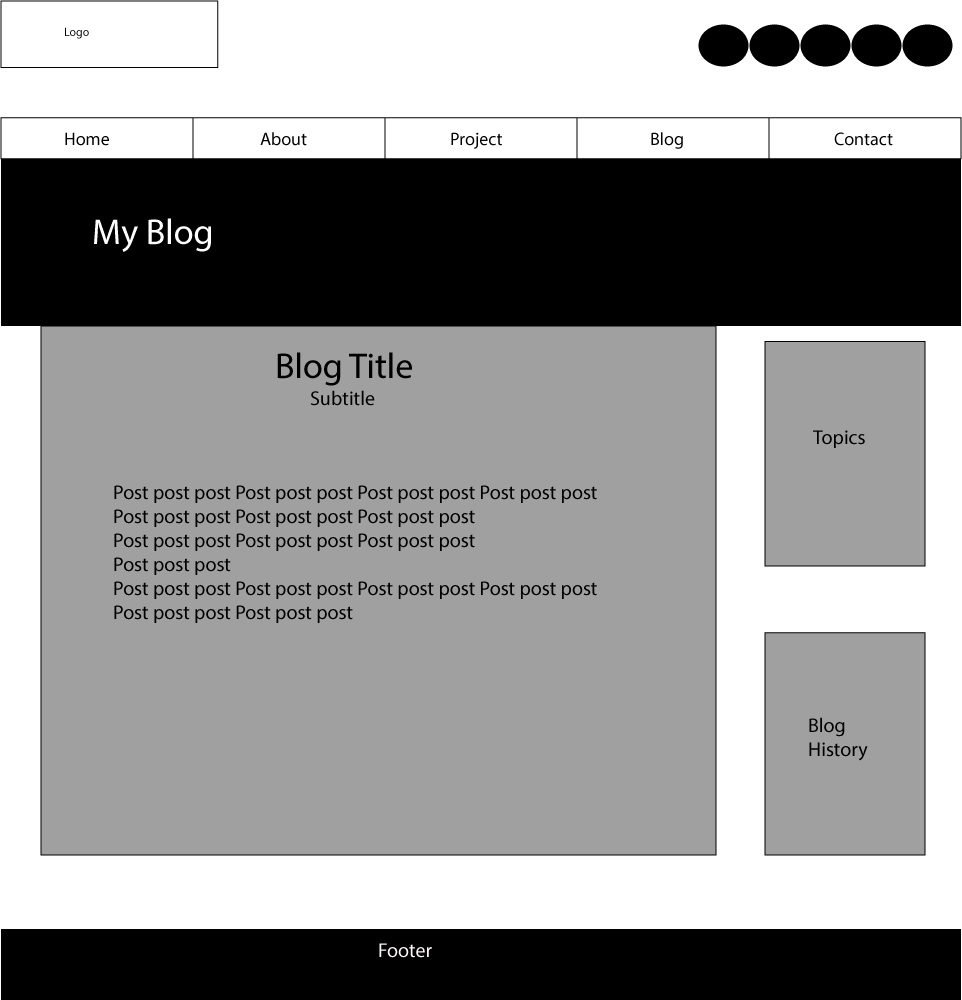 Logo
Home
About
Project
Blog
Contact
My Blog
Blog Title
Subtitle
Post post post Post post post Post post post Post post post
Post post post Post post post Post post post
Post post post Post post post Post post post
Post post post
Post post post Post post post Post post post Post post post
Post post post Post post post
Topics
Blog
History
Footer